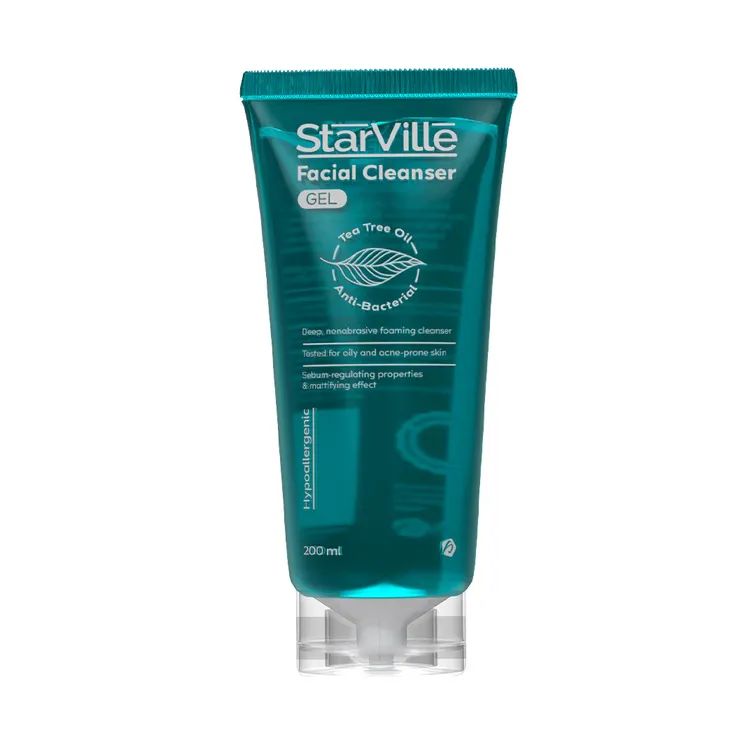 StarVille
Facial Cleanser
GEL
Tea Tree Oil
Anti-Bacterial
Deep, nonabrasive foaming cleanser
Tested for oily and acne-prone skin
Sebum-regulating properties
& mattifying effect
Hypoallergenic
200 ml